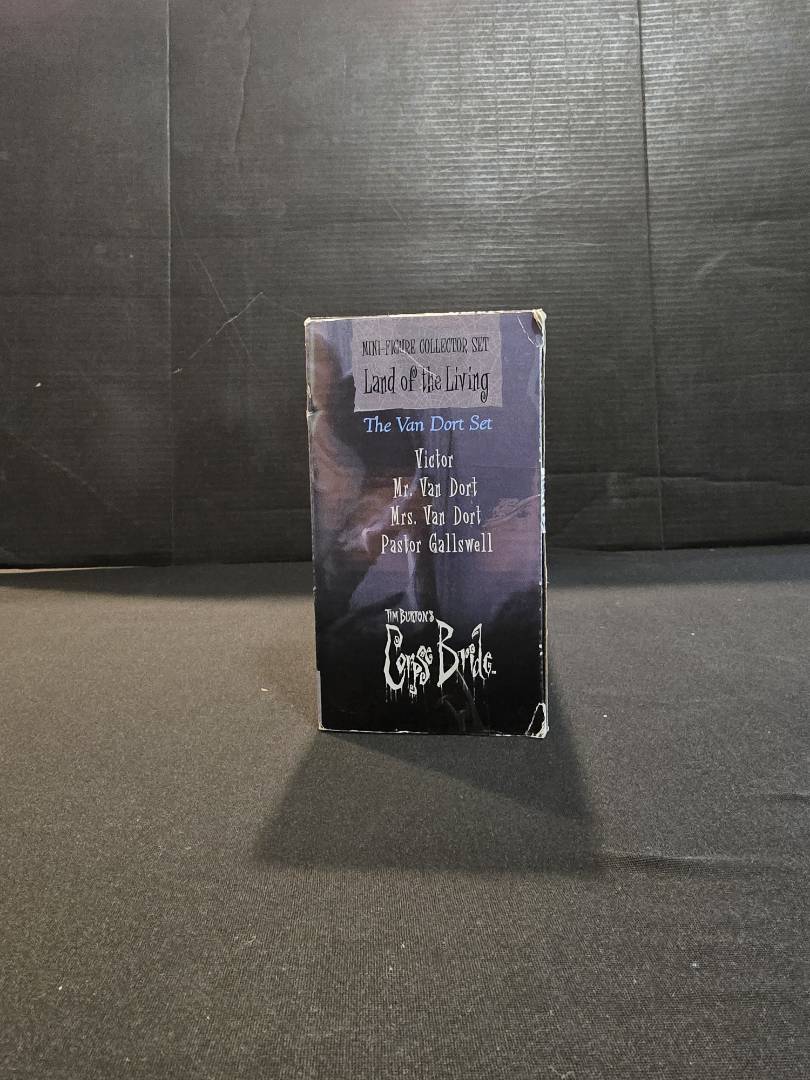 MINI-FIGURE COLLECTOR SET
Land of the Living
The Van Dort Set
Victor
Mr. Van Dort
Mrs. Van Dort
Pastor Gallswell
TIM BURTON'S
Corpse Bride™